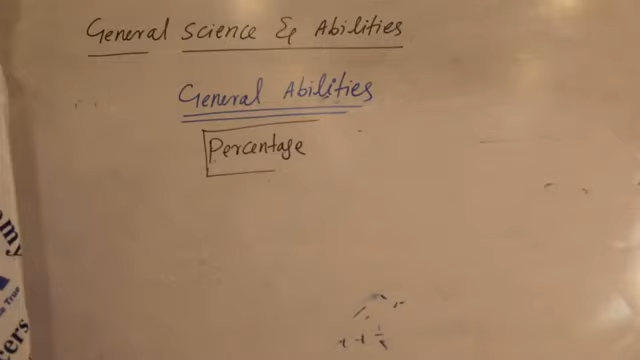 General Science & Abilities
General Abilities
Percentage